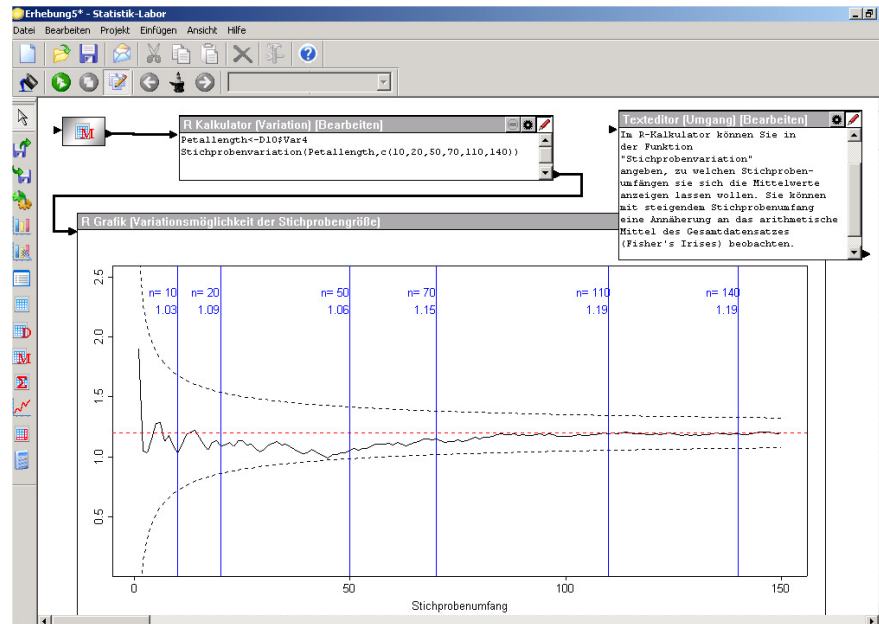 Erhebung5* - Statistik-Labor
Datei Bearbeiten Projekt Einfügen Ansicht Hilfe
M
R Kalkulator [Variation] [Bearbeiten]
Petallength<-D10$Var4
Stichprobenvariation(Petallength,c(10,20,50,70,110,140))
Texteditor [Umgang] [Bearbeiten]
Im R-Kalkulator können Sie in
der Funktion
"Stichprobenvariation"
angeben, zu welchen Stichproben-
umfängen sie sich die Mittelwerte
anzeigen lassen wollen. Sie können
mit steigendem Stichprobenumfang
eine Annäherung an das arithmetische
Mittel des Gesamtdatensatzes
(Fisher's Irises) beobachten.
R Grafik [Variationsmöglichkeit der Stichprobengröße]
n= 10 n= 20 n= 50 n= 70 n= 110 n= 140
1.03 1.09 1.06 1.15 1.19 1.19
2.5
2.0
1.5
1.0
0.5
0 50 100 150
Stichprobenumfang
D
M
Σ